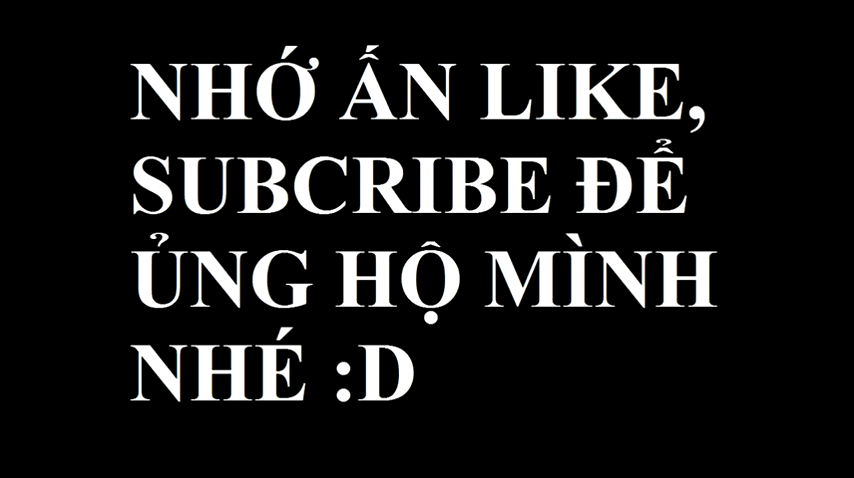 NHỚ ẤN LIKE,
SUBCRIBE ĐỂ
ỦNG HỘ MÌNH
NHÉ :D